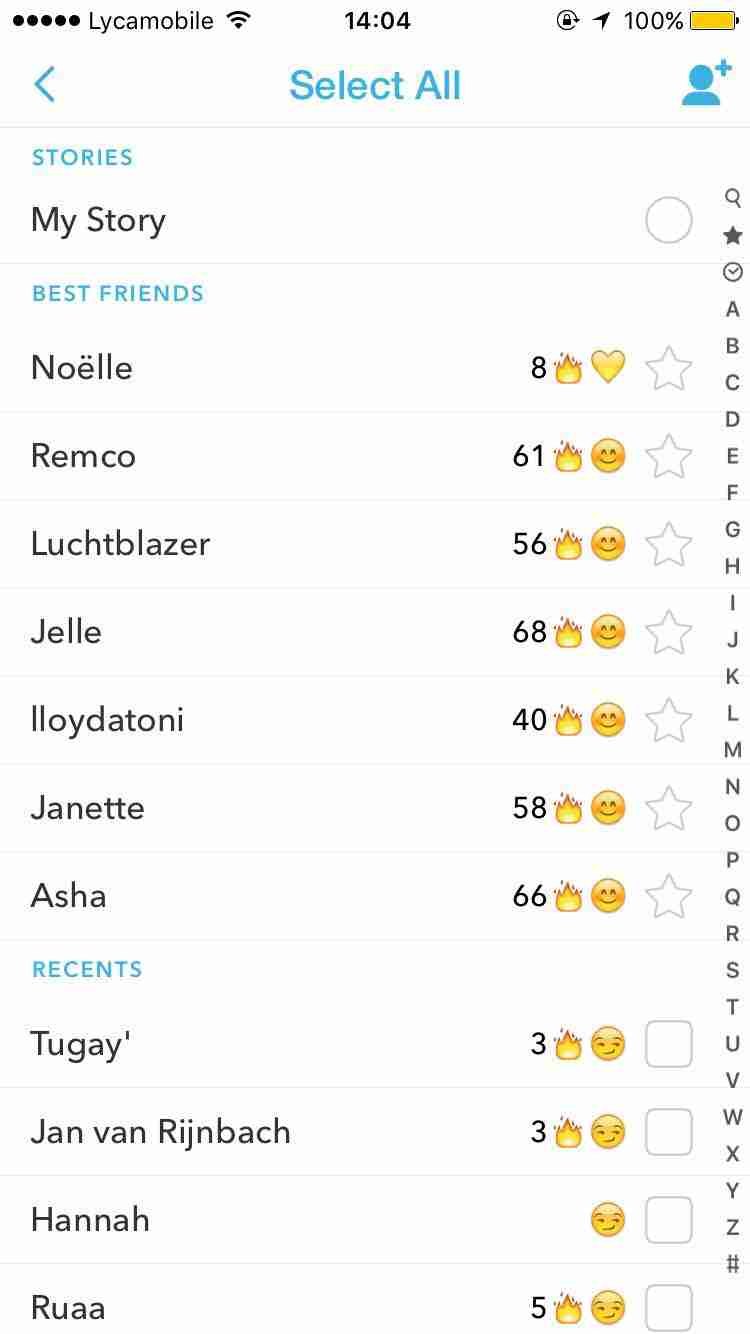 Lycamobile 14:04 100%
Select All
STORIES
My Story
BEST FRIENDS
Noëlle 8🔥💛
Remco 61🔥😊
Luchtblazer 56🔥😊
Jelle 68🔥😊
lloydatoni 40🔥😊
Janette 58🔥😊
Asha 66🔥😊
RECENTS
Tugay' 3🔥😏
Jan van Rijnbach 3🔥😏
Hannah 😏
Ruaa 5🔥😏
A
B
C
D
E
F
G
H
I
J
K
L
M
N
O
P
Q
R
S
T
U
V
W
X
Y
Z
#